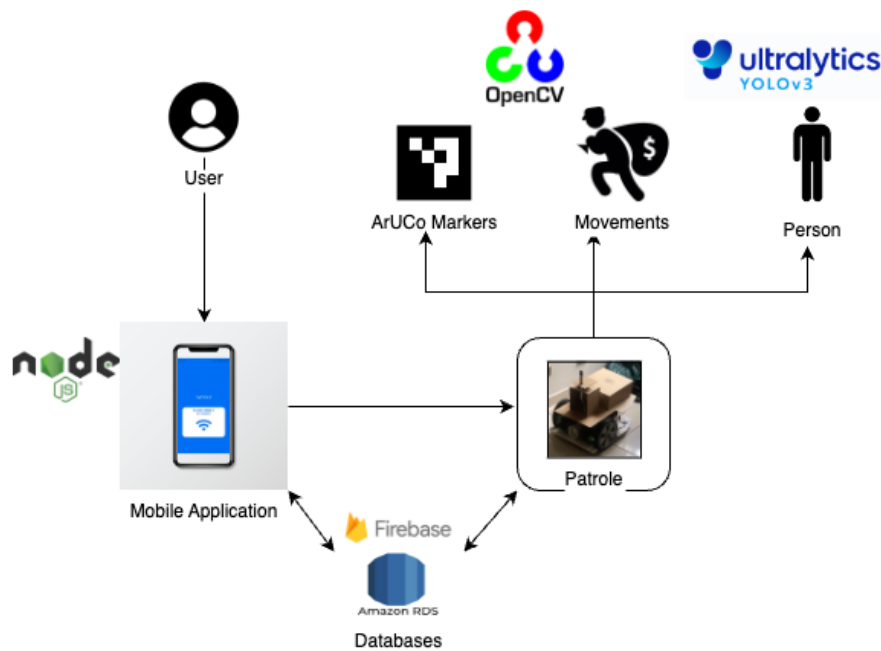 OpenCV
ultralytics
YOLOv3
User
$
ArUCo Markers
Movements
Person
node
JS
Mobile Application
Patrole
Firebase
Amazon RDS
Databases